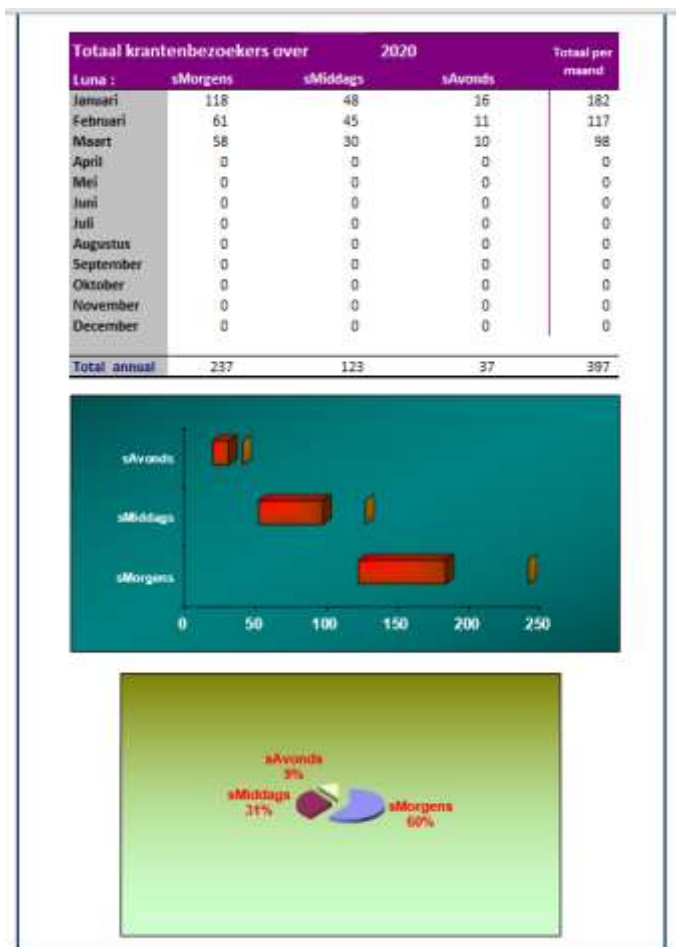 Totaal krantenbezoekers over 2020 Totaal per maand
Luna : sMorgens sMiddags sAvonds
Januari 118 48 16 182
Februari 61 45 11 117
Maart 58 30 10 98
April 0 0 0 0
Mei 0 0 0 0
Juni 0 0 0 0
Juli 0 0 0 0
Augustus 0 0 0 0
September 0 0 0 0
Oktober 0 0 0 0
November 0 0 0 0
December 0 0 0 0
Total annual 237 123 37 397
sAvonds
sMiddags
sMorgens
0 50 100 150 200 250
sAvonds
9%
sMiddags
31%
sMorgens
60%